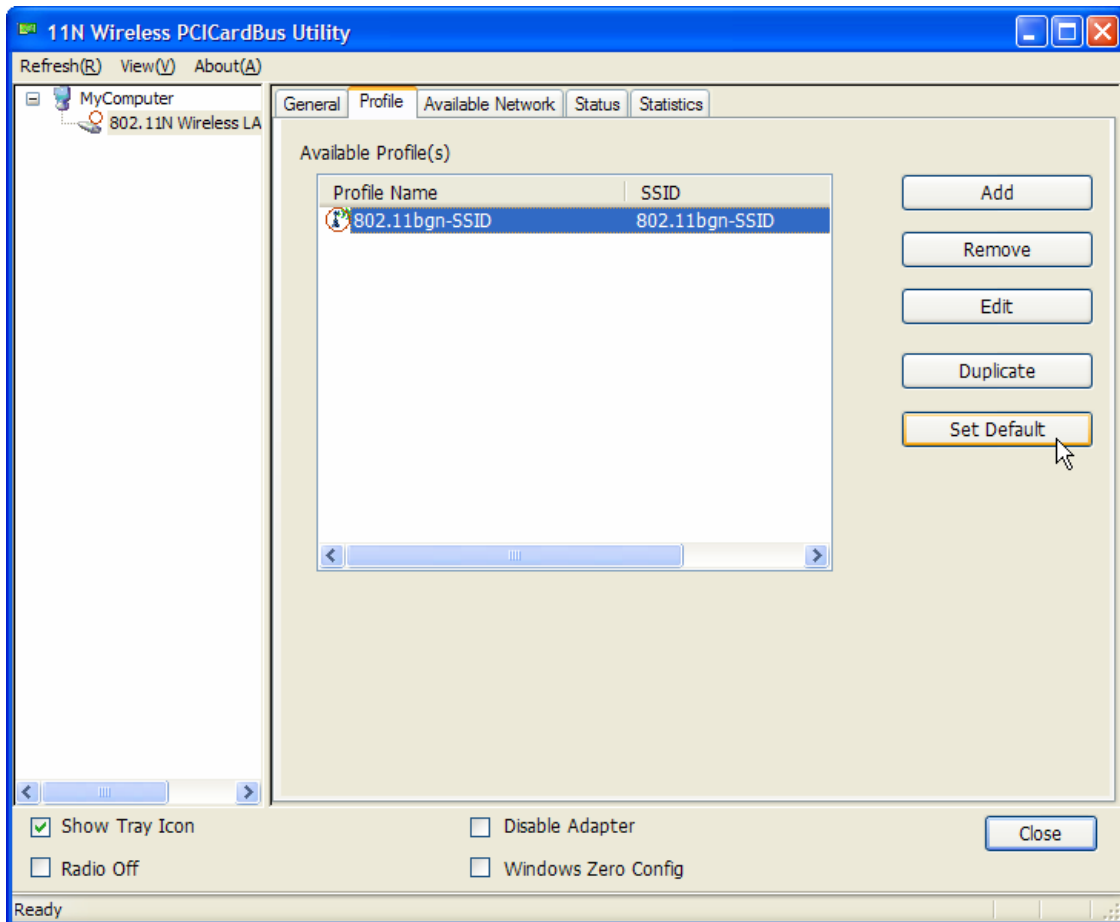 11N Wireless PCICardBus Utility
Refresh(R) View(V) About(A)
MyComputer
802.11N Wireless LA
General Profile Available Network Status Statistics
Available Profile(s)
Profile Name SSID
802.11bgn-SSID 802.11bgn-SSID
Add
Remove
Edit
Duplicate
Set Default
Show Tray Icon Disable Adapter
Radio Off Windows Zero Config
Close
Ready